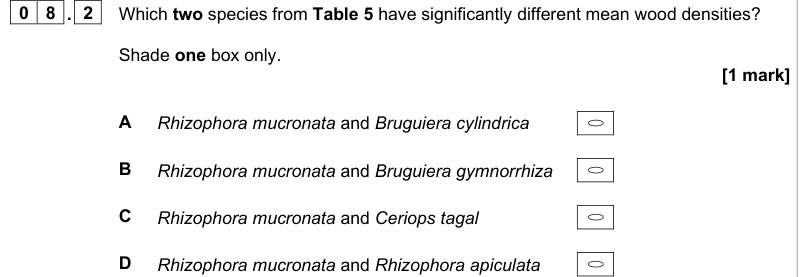 08.2 Which two species from Table 5 have significantly different mean wood densities?
Shade one box only.
[1 mark]
A Rhizophora mucronata and Bruguiera cylindrica
B Rhizophora mucronata and Bruguiera gymnorrhiza
C Rhizophora mucronata and Ceriops tagal
D Rhizophora mucronata and Rhizophora apiculata